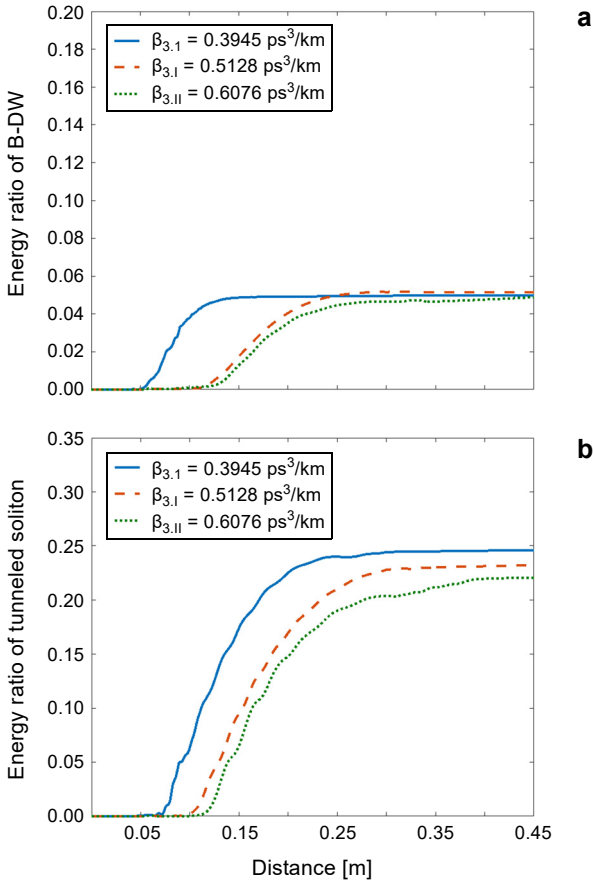 a
0.20
0.18
0.16
0.14
0.12
0.10
0.08
0.06
0.04
0.02
0.00
Energy ratio of B-DW
β3.1 = 0.3945 ps³/km
β3.I = 0.5128 ps³/km
β3.II = 0.6076 ps³/km
b
0.35
0.30
0.25
0.20
0.15
0.10
0.05
0.00
Energy ratio of tunneled soliton
β3.1 = 0.3945 ps³/km
β3.I = 0.5128 ps³/km
β3.II = 0.6076 ps³/km
0.05 0.15 0.25 0.35 0.45
Distance [m]